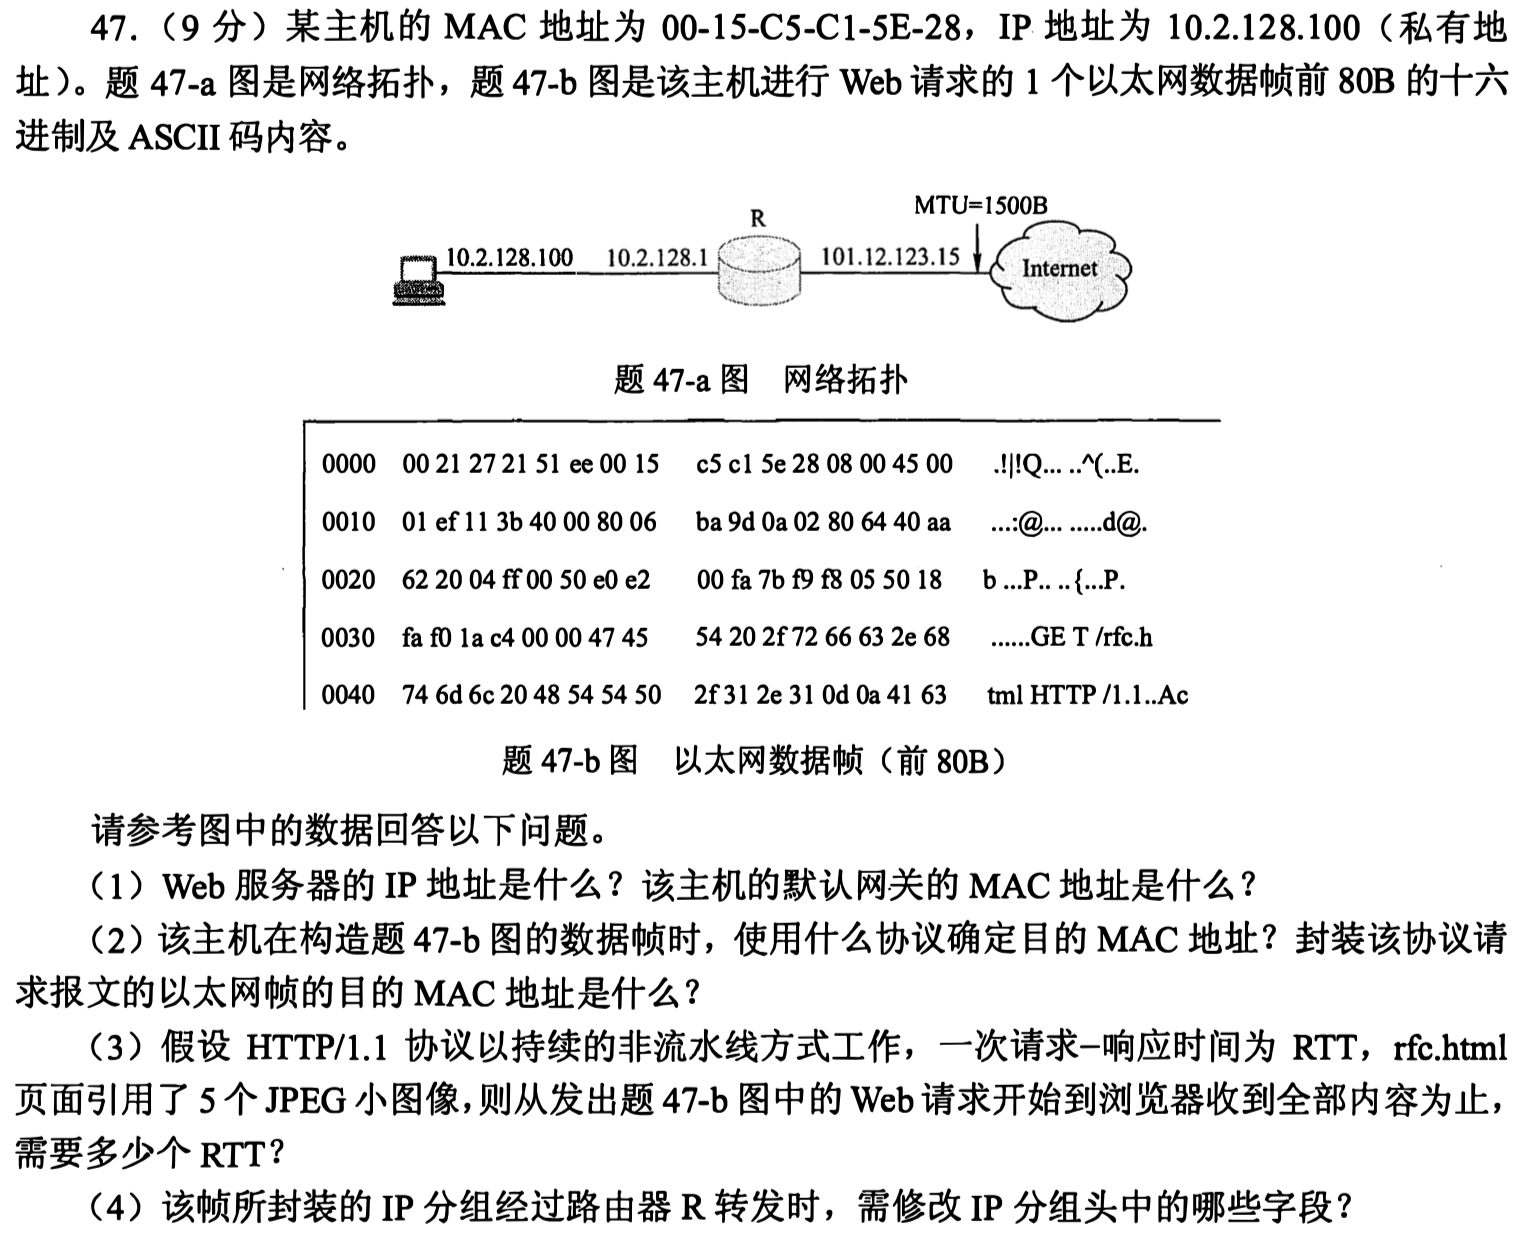 47.（9 分）某主机的 MAC 地址为 00-15-C5-C1-5E-28，IP 地址为 10.2.128.100（私有地
址）。题 47-a 图是网络拓扑，题 47-b 图是该主机进行 Web 请求的 1 个以太网数据帧前 80B 的十六
进制及 ASCII 码内容。
MTU=1500B
R
10.2.128.100 10.2.128.1 101.12.123.15 Internet
题 47-a 图 网络拓扑
0000 00 21 27 21 51 ee 00 15 c5 c1 5e 28 08 00 45 00 .!|!Q... ..^(..E.
0010 01 ef 11 3b 40 00 80 06 ba 9d 0a 02 80 64 40 aa ...:@... .....d@.
0020 62 20 04 ff 00 50 e0 e2 00 fa 7b f9 f8 05 50 18 b ...P.. ..{...P.
0030 fa f0 1a c4 00 00 47 45 54 20 2f 72 66 63 2e 68 ......GE T /rfc.h
0040 74 6d 6c 20 48 54 54 50 2f 31 2e 31 0d 0a 41 63 tml HTTP /1.1..Ac
题 47-b 图 以太网数据帧（前 80B）
请参考图中的数据回答以下问题。
（1）Web 服务器的 IP 地址是什么？该主机的默认网关的 MAC 地址是什么？
（2）该主机在构造题 47-b 图的数据帧时，使用什么协议确定目的 MAC 地址？封装该协议请
求报文的以太网帧的目的 MAC 地址是什么？
（3）假设 HTTP/1.1 协议以持续的非流水线方式工作，一次请求–响应时间为 RTT，rfc.html
页面引用了 5 个 JPEG 小图像，则从发出题 47-b 图中的 Web 请求开始到浏览器收到全部内容为止，
需要多少个 RTT？
（4）该帧所封装的 IP 分组经过路由器 R 转发时，需修改 IP 分组头中的哪些字段？